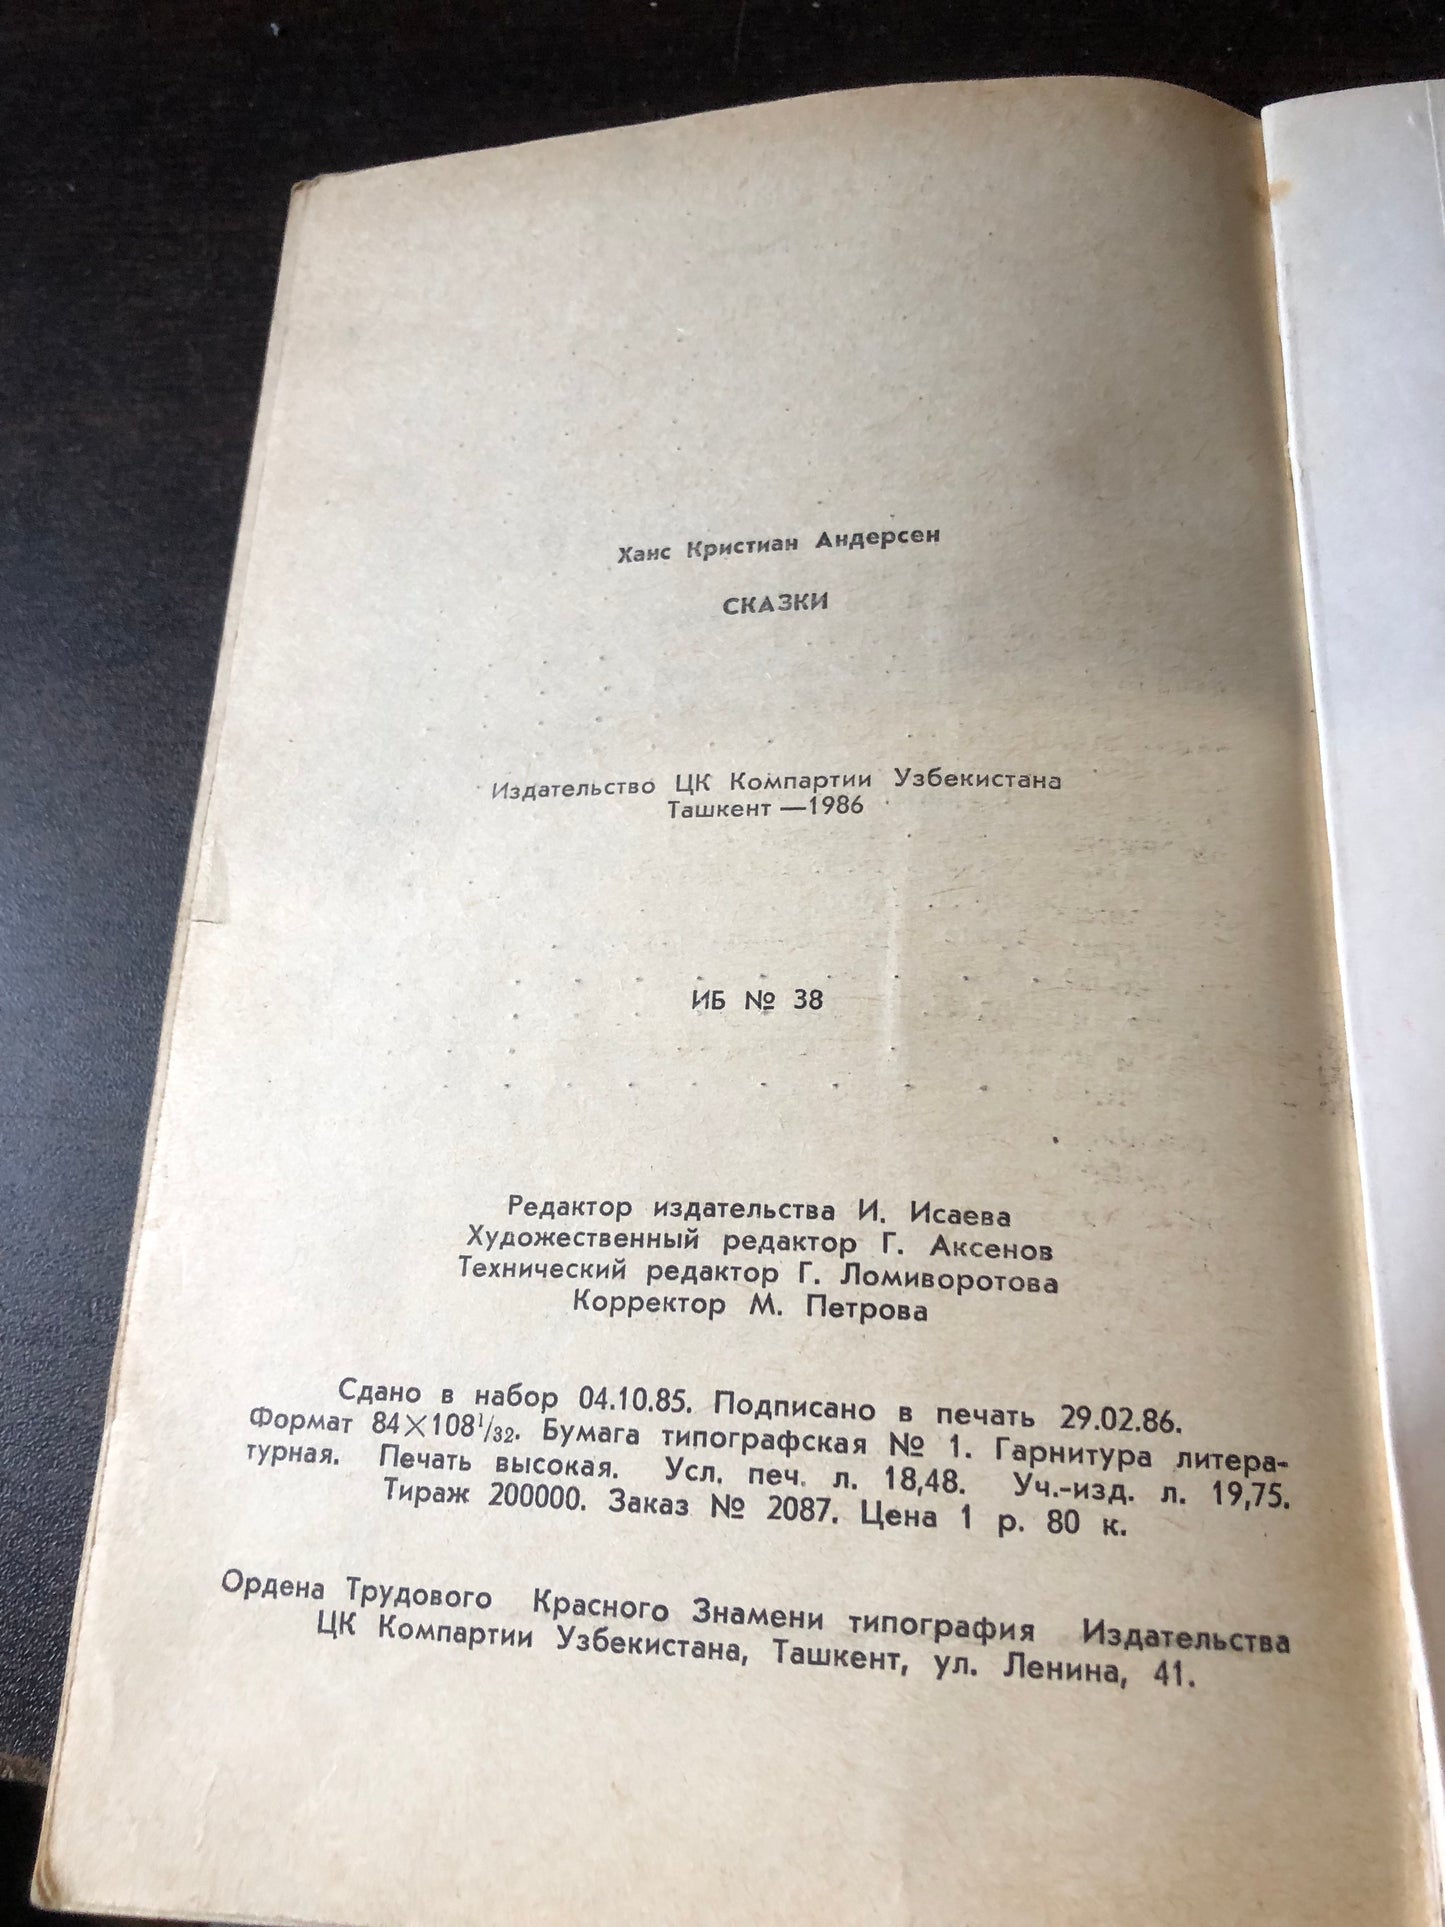 Ханс Кристиан Андерсен
СКАЗКИ
Издательство ЦК Компартии Узбекистана
Ташкент —1986
ИБ № 38
Редактор издательства И. Исаева
Художественный редактор Г. Аксенов
Технический редактор Г. Ломиворотова
Корректор М. Петрова
Сдано в набор 04.10.85. Подписано в печать 29.02.86.
Формат 84×108¹/₃₂. Бумага типографская № 1. Гарнитура литера-
турная. Печать высокая. Усл. печ. л. 18,48. Уч.-изд. л. 19,75.
Тираж 200000. Заказ № 2087. Цена 1 р. 80 к.
Ордена Трудового Красного Знамени типография Издательства
ЦК Компартии Узбекистана, Ташкент, ул. Ленина, 41.